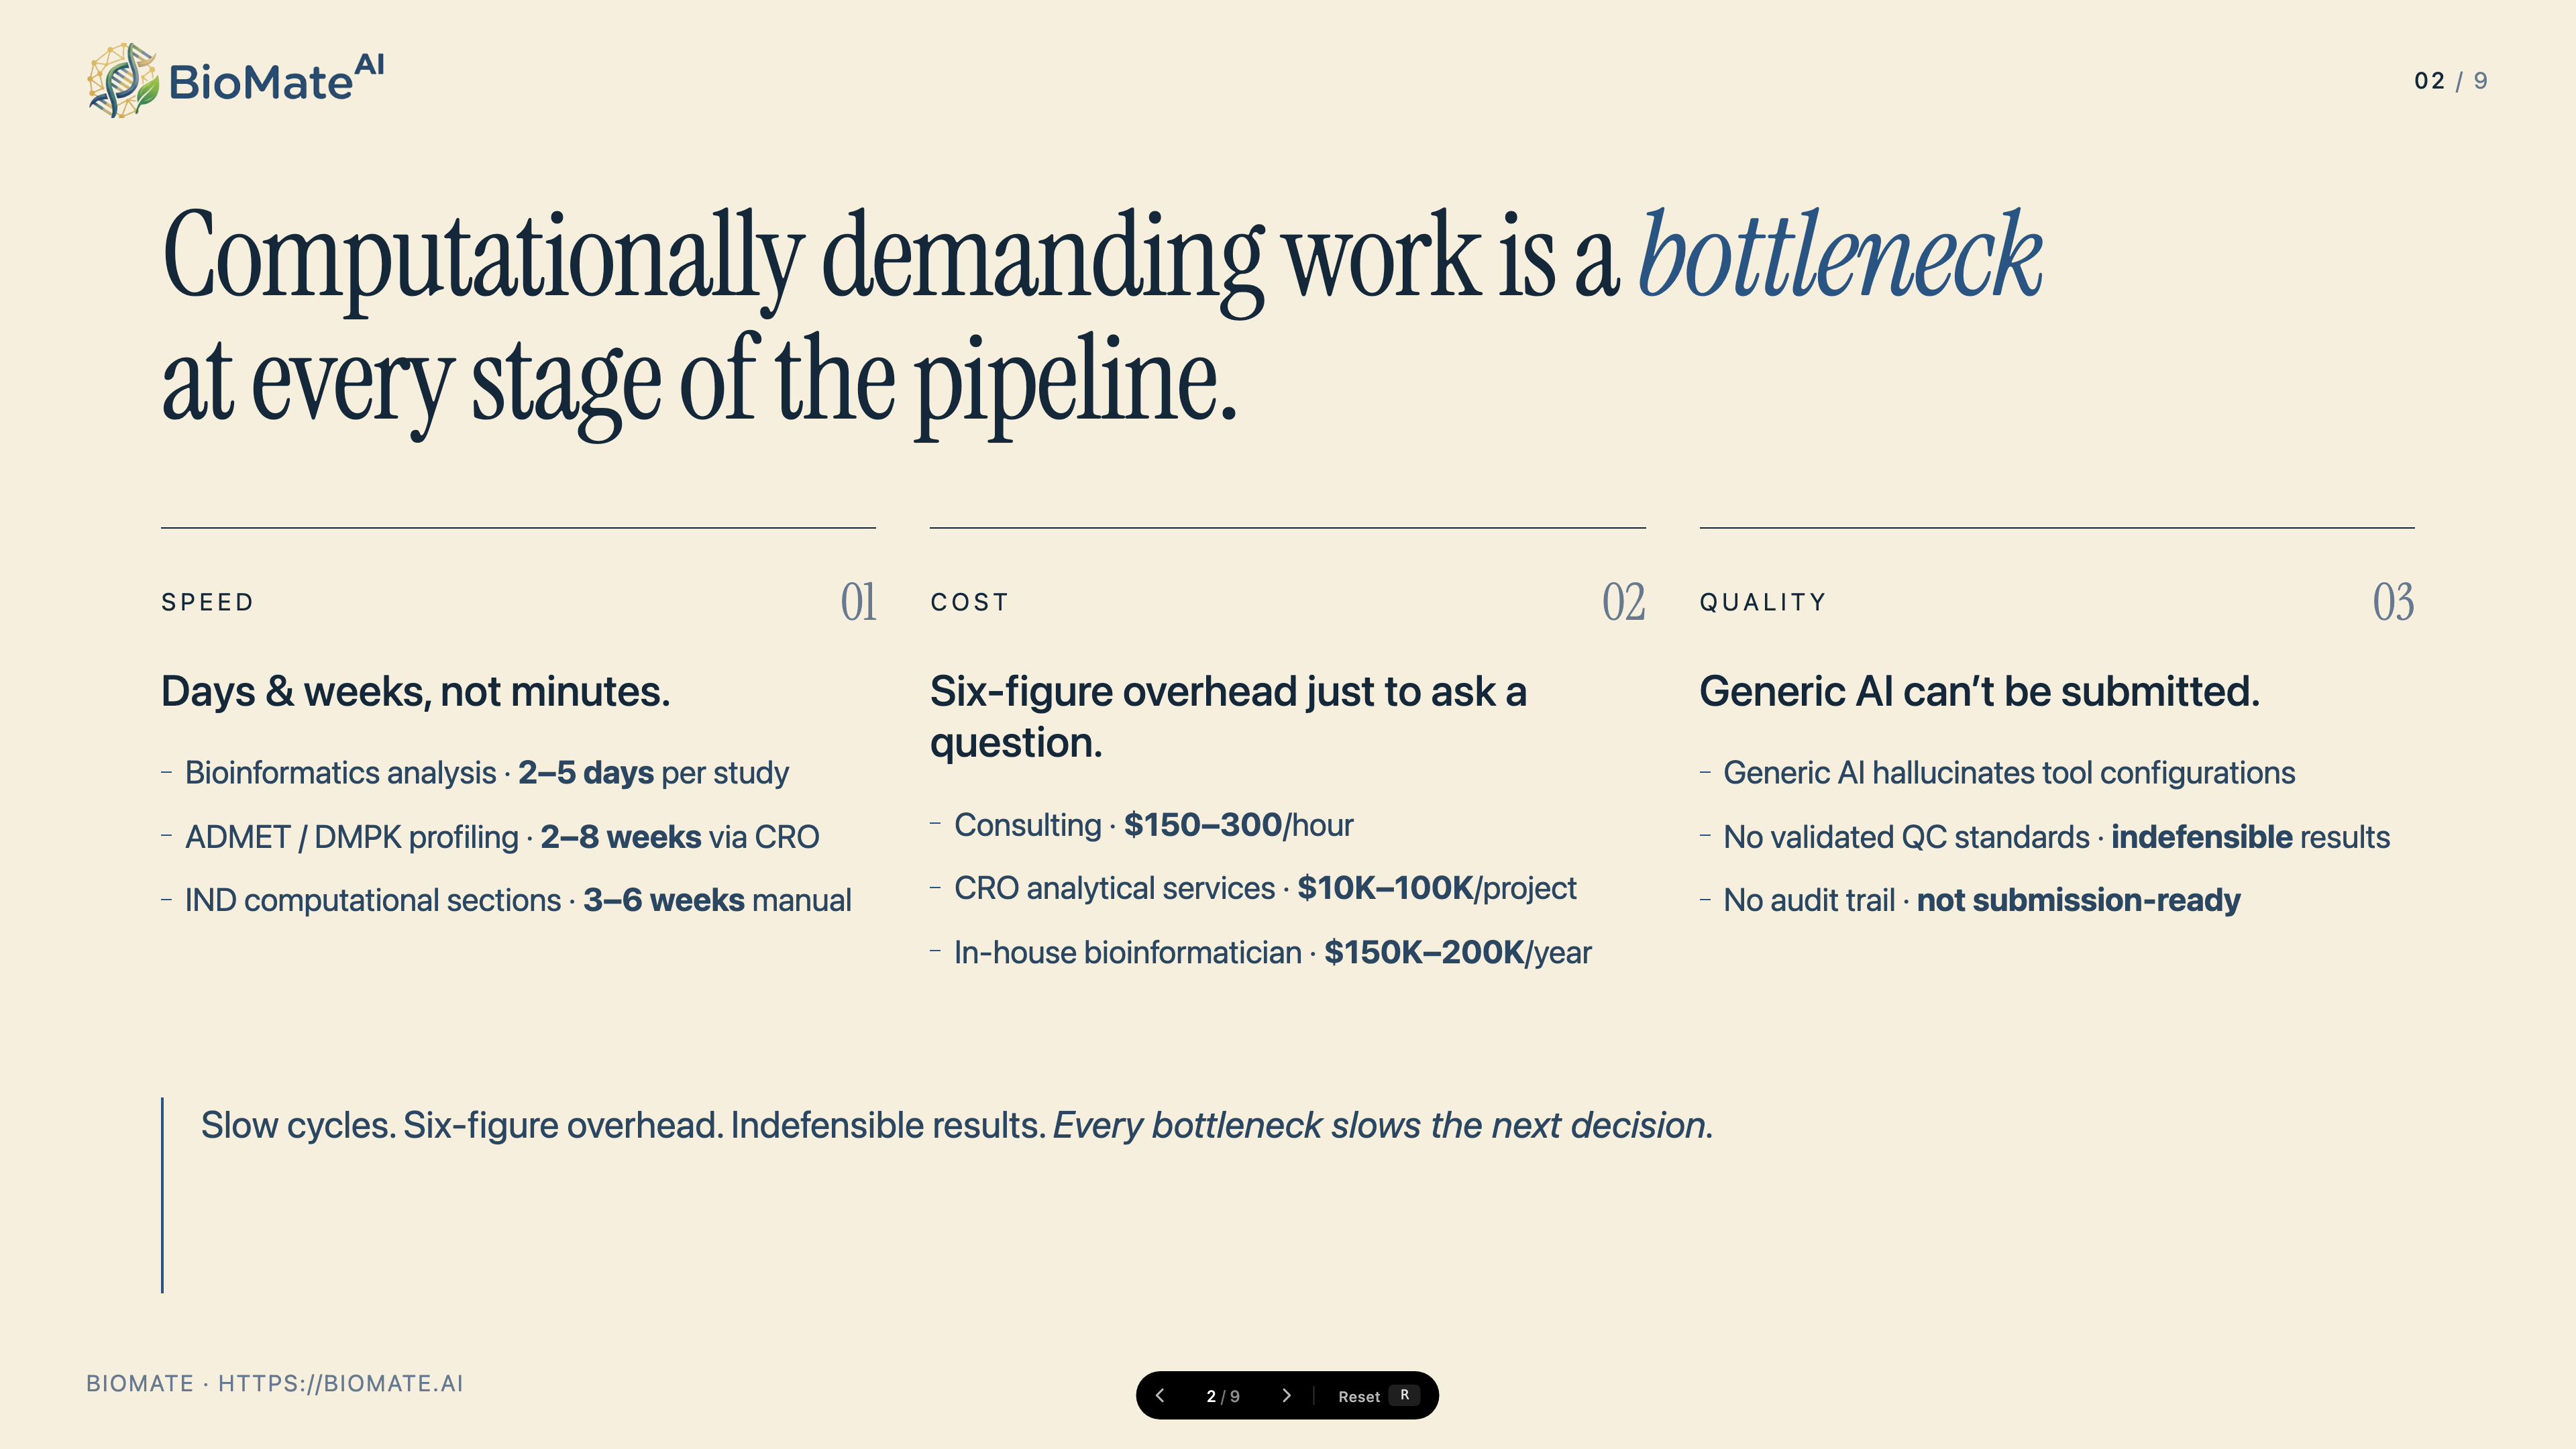 BioMate AI
02 / 9
Computationally demanding work is a bottleneck
at every stage of the pipeline.
SPEED 01
Days & weeks, not minutes.
– Bioinformatics analysis · 2–5 days per study
– ADMET / DMPK profiling · 2–8 weeks via CRO
– IND computational sections · 3–6 weeks manual
COST 02
Six-figure overhead just to ask a
question.
– Consulting · $150–300/hour
– CRO analytical services · $10K–100K/project
– In-house bioinformatician · $150K–200K/year
QUALITY 03
Generic AI can’t be submitted.
– Generic AI hallucinates tool configurations
– No validated QC standards · indefensible results
– No audit trail · not submission-ready
Slow cycles. Six-figure overhead. Indefensible results. Every bottleneck slows the next decision.
BIOMATE · HTTPS://BIOMATE.AI
2 / 9 Reset R